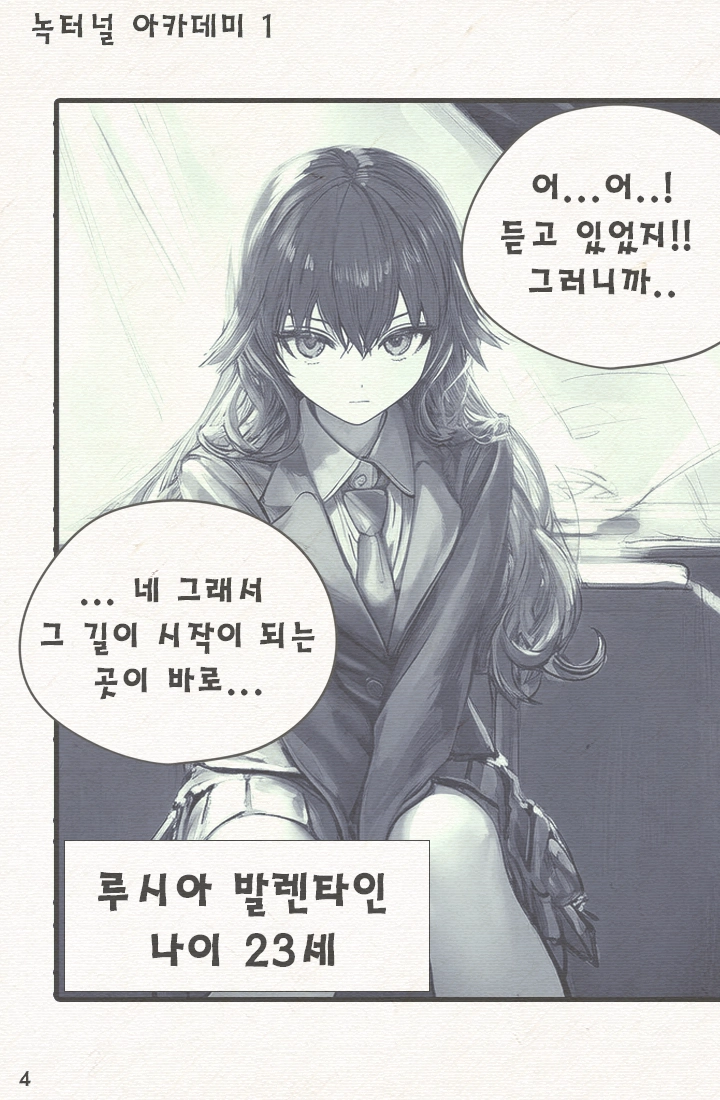 녹터널 아카데미 1
어...어..!
듣고 있었지!!
그러니까..
... 네 그래서
그 길이 시작이 되는
곳이 바로...
루시아 발렌타인
나이 23세
4